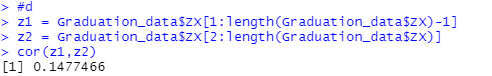 > #d
> z1 = Graduation_data$ZX[1:length(Graduation_data$ZX)-1]
> z2 = Graduation_data$ZX[2:length(Graduation_data$ZX)]
> cor(z1,z2)
[1] 0.1477466